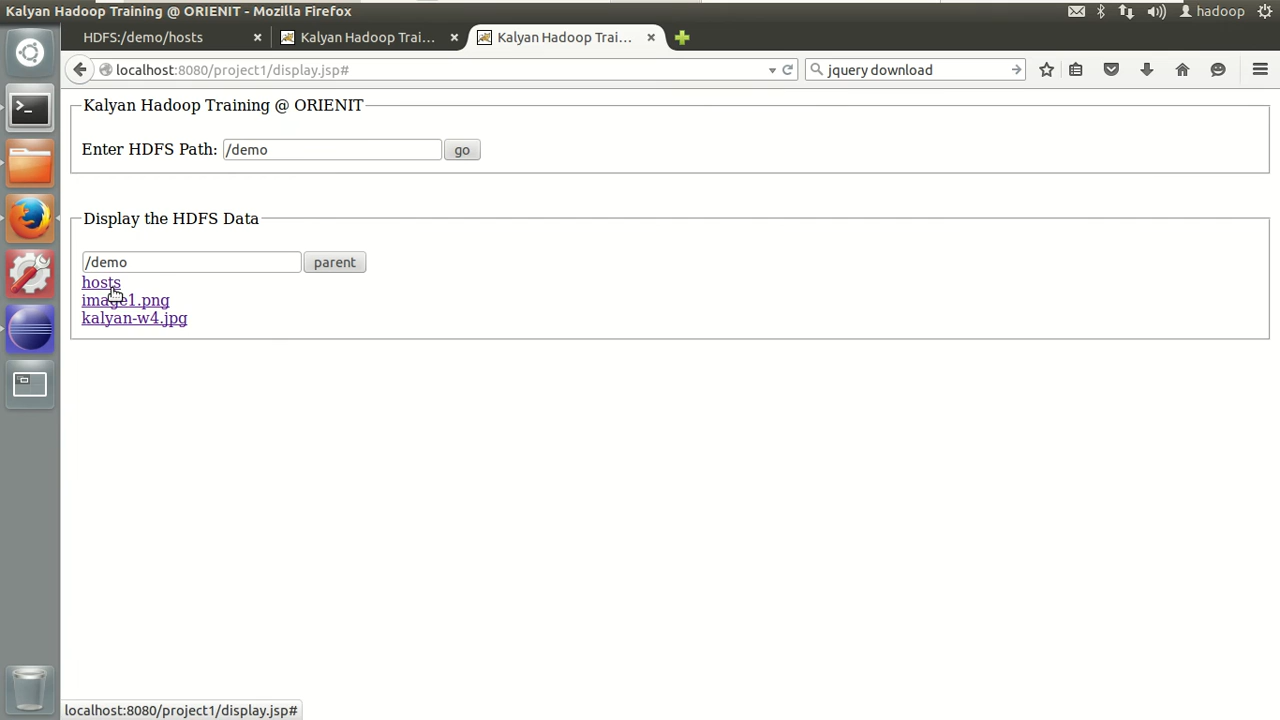 Kalyan Hadoop Training @ ORIENIT - Mozilla Firefox
hadoop
HDFS:/demo/hosts
Kalyan Hadoop Trai...
Kalyan Hadoop Trai...
localhost:8080/project1/display.jsp#
jquery download
Kalyan Hadoop Training @ ORIENIT
Enter HDFS Path: /demo go
Display the HDFS Data
/demo parent
hosts
image1.png
kalyan-w4.jpg
localhost:8080/project1/display.jsp#